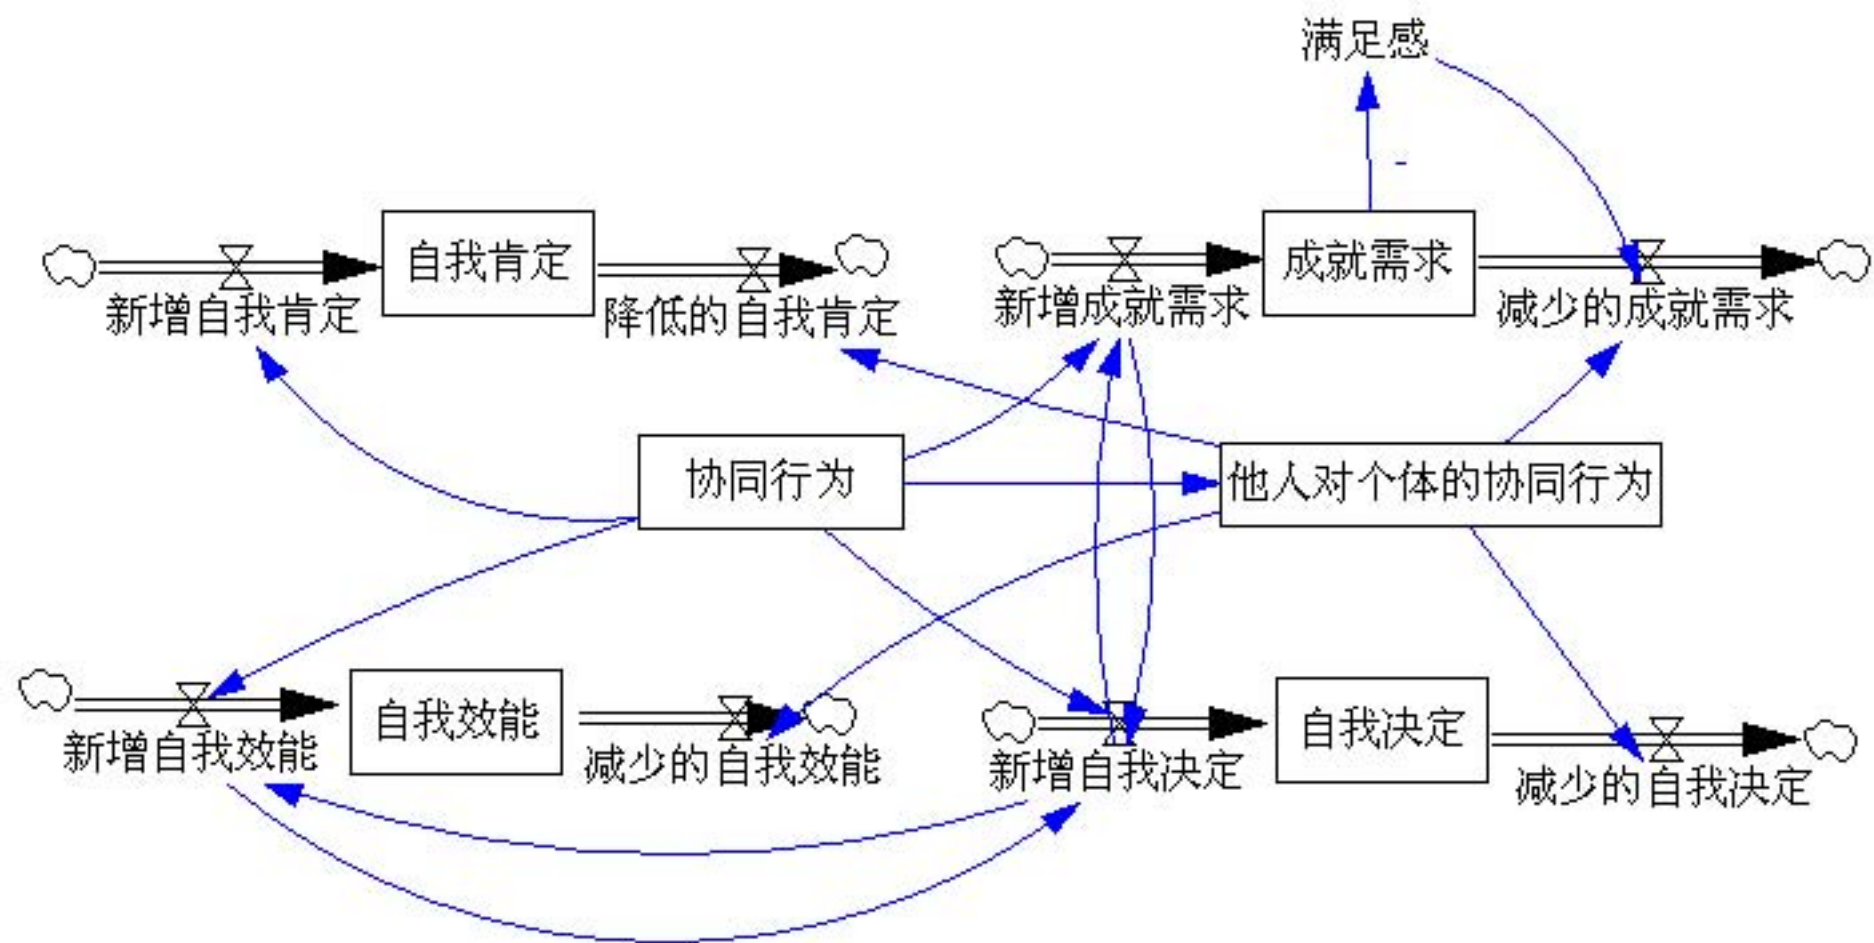 满足感
自我肯定
成就需求
新增自我肯定
降低的自我肯定
新增成就需求
减少的成就需求
-
协同行为
他人对个体的协同行为
自我效能
自我决定
新增自我效能
减少的自我效能
新增自我决定
减少的自我决定